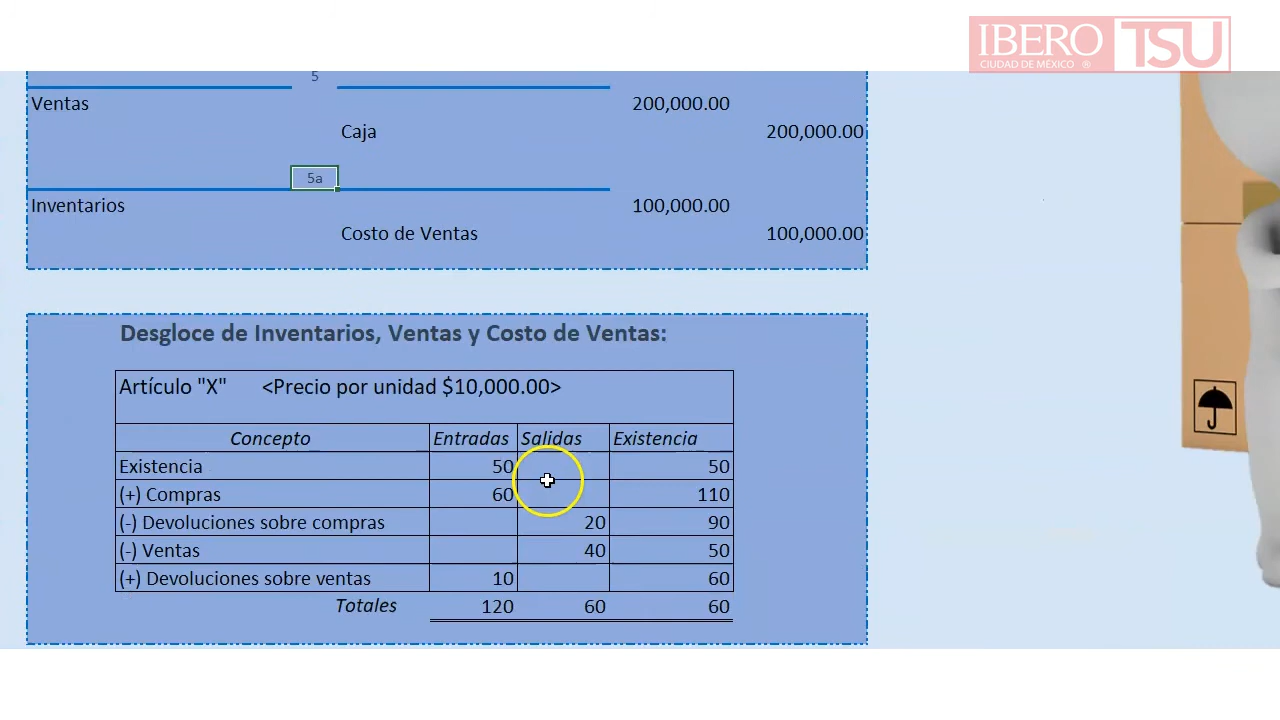 IBERO TSU
CIUDAD DE MÉXICO ®
5
Ventas 200,000.00
Caja 200,000.00
5a
Inventarios 100,000.00
Costo de Ventas 100,000.00
Desgloce de Inventarios, Ventas y Costo de Ventas:
Artículo "X" <Precio por unidad $10,000.00>
Concepto Entradas Salidas Existencia
Existencia 50 50
(+) Compras 60 110
(-) Devoluciones sobre compras 20 90
(-) Ventas 40 50
(+) Devoluciones sobre ventas 10 60
Totales 120 60 60